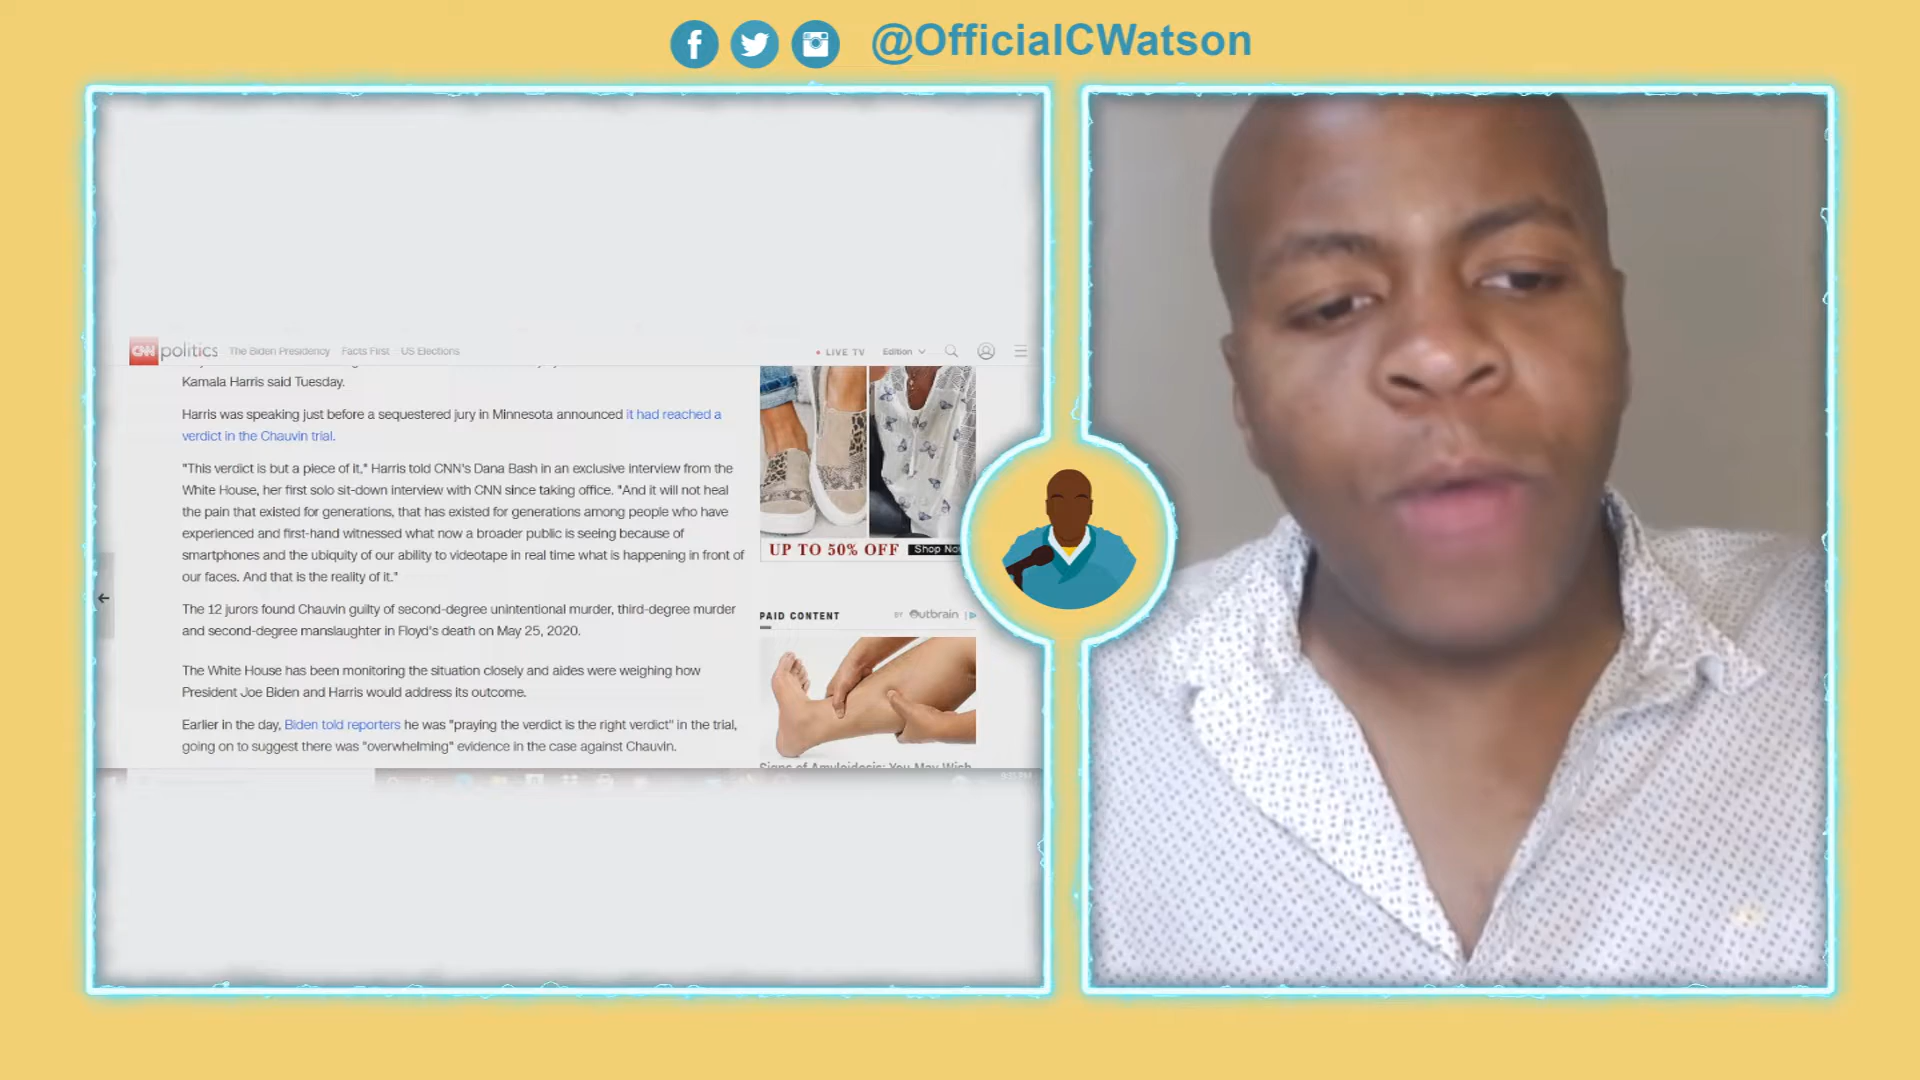 @OfficialCWatson
CNN politics The Biden Presidency Facts First US Elections LIVE TV Edition
Kamala Harris said Tuesday.
Harris was speaking just before a sequestered jury in Minnesota announced it had reached a
verdict in the Chauvin trial.
"This verdict is but a piece of it," Harris told CNN's Dana Bash in an exclusive interview from the
White House, her first solo sit-down interview with CNN since taking office. "And it will not heal
the pain that existed for generations, that has existed for generations among people who have
experienced and first-hand witnessed what now a broader public is seeing because of
smartphones and the ubiquity of our ability to videotape in real time what is happening in front of
our faces. And that is the reality of it."
The 12 jurors found Chauvin guilty of second-degree unintentional murder, third-degree murder
and second-degree manslaughter in Floyd's death on May 25, 2020.
The White House has been monitoring the situation closely and aides were weighing how
President Joe Biden and Harris would address its outcome.
Earlier in the day, Biden told reporters he was "praying the verdict is the right verdict" in the trial,
going on to suggest there was "overwhelming" evidence in the case against Chauvin.
UP TO 50% OFF Shop No
PAID CONTENT BY Outbrain
Signs of Amyloidosis: You May Wish